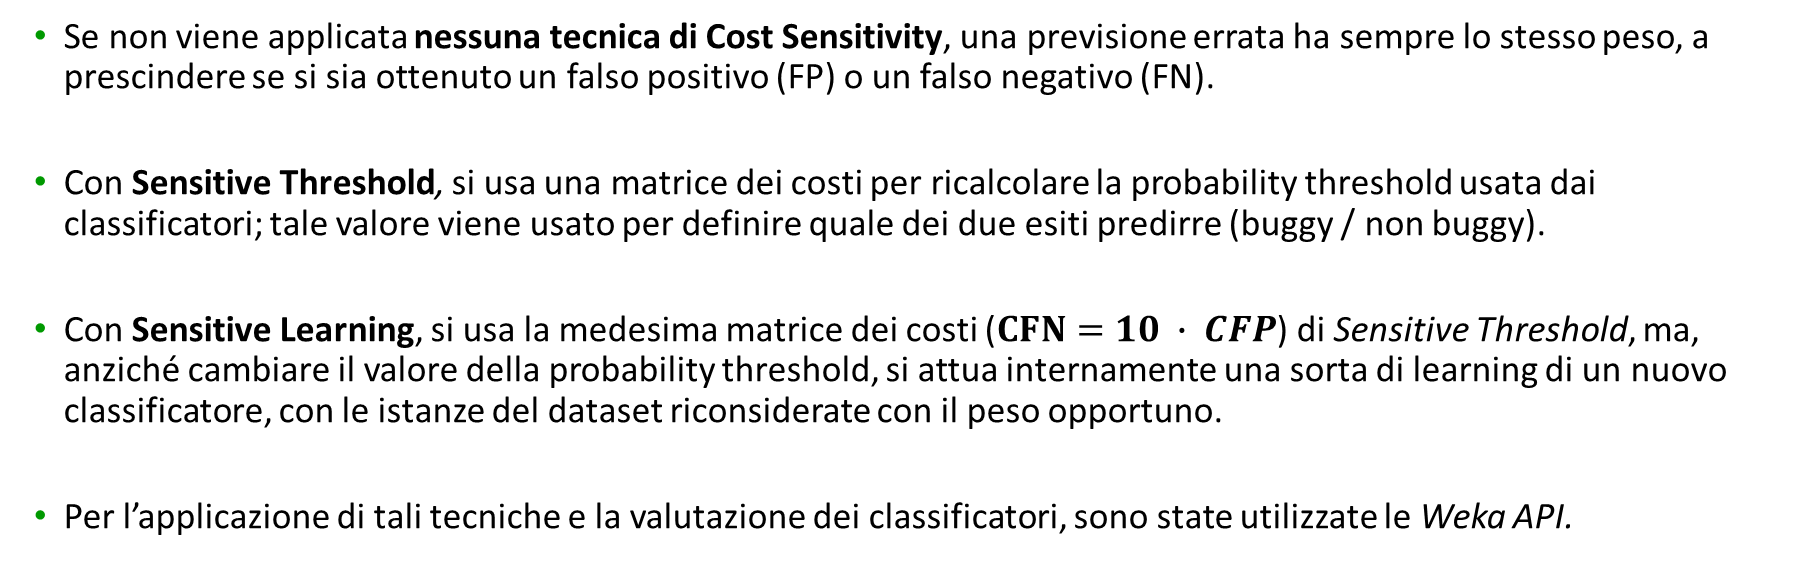 • Se non viene applicata nessuna tecnica di Cost Sensitivity, una previsione errata ha sempre lo stesso peso, a
prescindere se si sia ottenuto un falso positivo (FP) o un falso negativo (FN).
• Con Sensitive Threshold, si usa una matrice dei costi per ricalcolare la probability threshold usata dai
classificatori; tale valore viene usato per definire quale dei due esiti predirre (buggy / non buggy).
• Con Sensitive Learning, si usa la medesima matrice dei costi (CFN = 10 · CFP) di Sensitive Threshold, ma,
anziché cambiare il valore della probability threshold, si attua internamente una sorta di learning di un nuovo
classificatore, con le istanze del dataset riconsiderate con il peso opportuno.
• Per l’applicazione di tali tecniche e la valutazione dei classificatori, sono state utilizzate le Weka API.